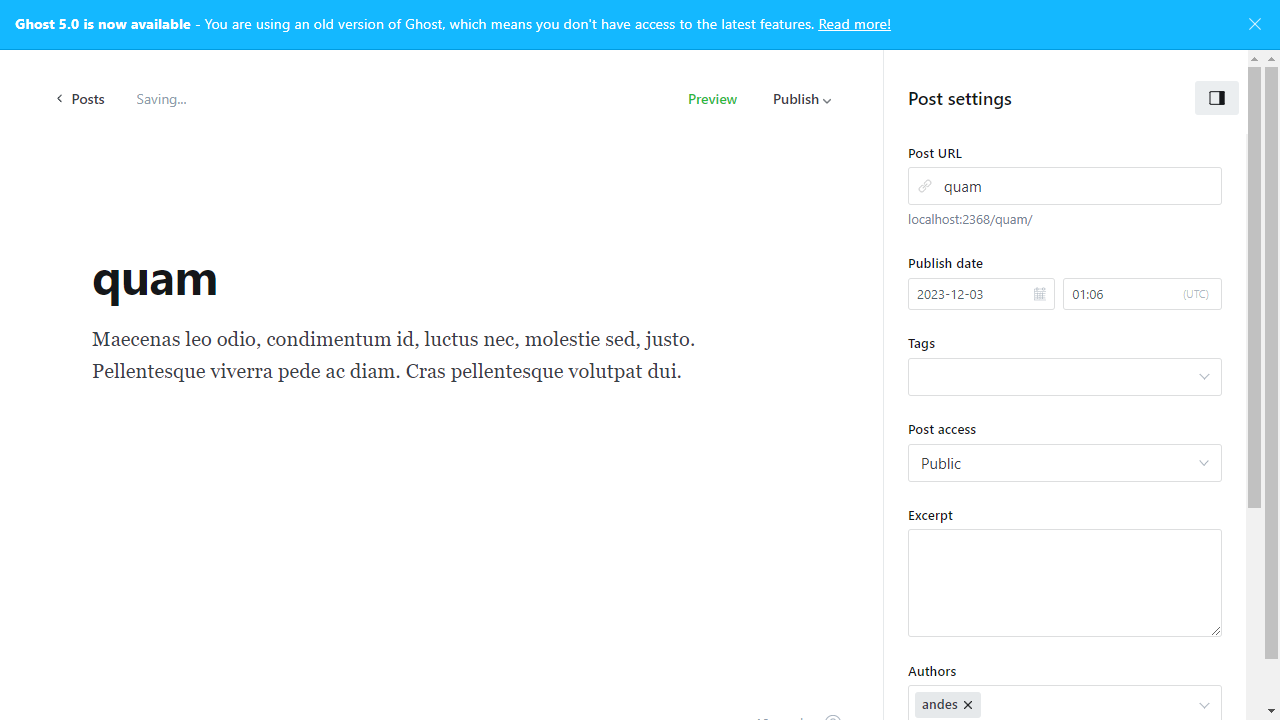 Ghost 5.0 is now available - You are using an old version of Ghost, which means you don't have access to the latest features. Read more!
Posts
Saving...
Preview
Publish
Post settings
Post URL
quam
localhost:2368/quam/
Publish date
2023-12-03
01:06
(UTC)
Tags
Post access
Public
Excerpt
Authors
andes
quam
Maecenas leo odio, condimentum id, luctus nec, molestie sed, justo.
Pellentesque viverra pede ac diam. Cras pellentesque volutpat dui.